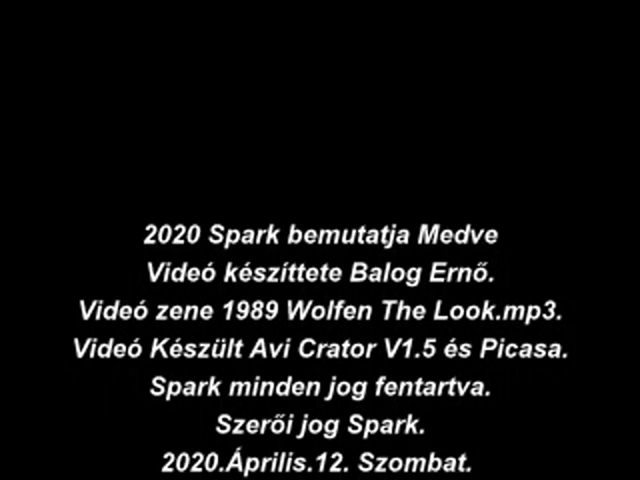 2020 Spark bemutatja Medve
Videó készíttete Balog Ernő.
Videó zene 1989 Wolfen The Look.mp3.
Videó Készült Avi Crator V1.5 és Picasa.
Spark minden jog fentartva.
Szerői jog Spark.
2020.Április.12. Szombat.